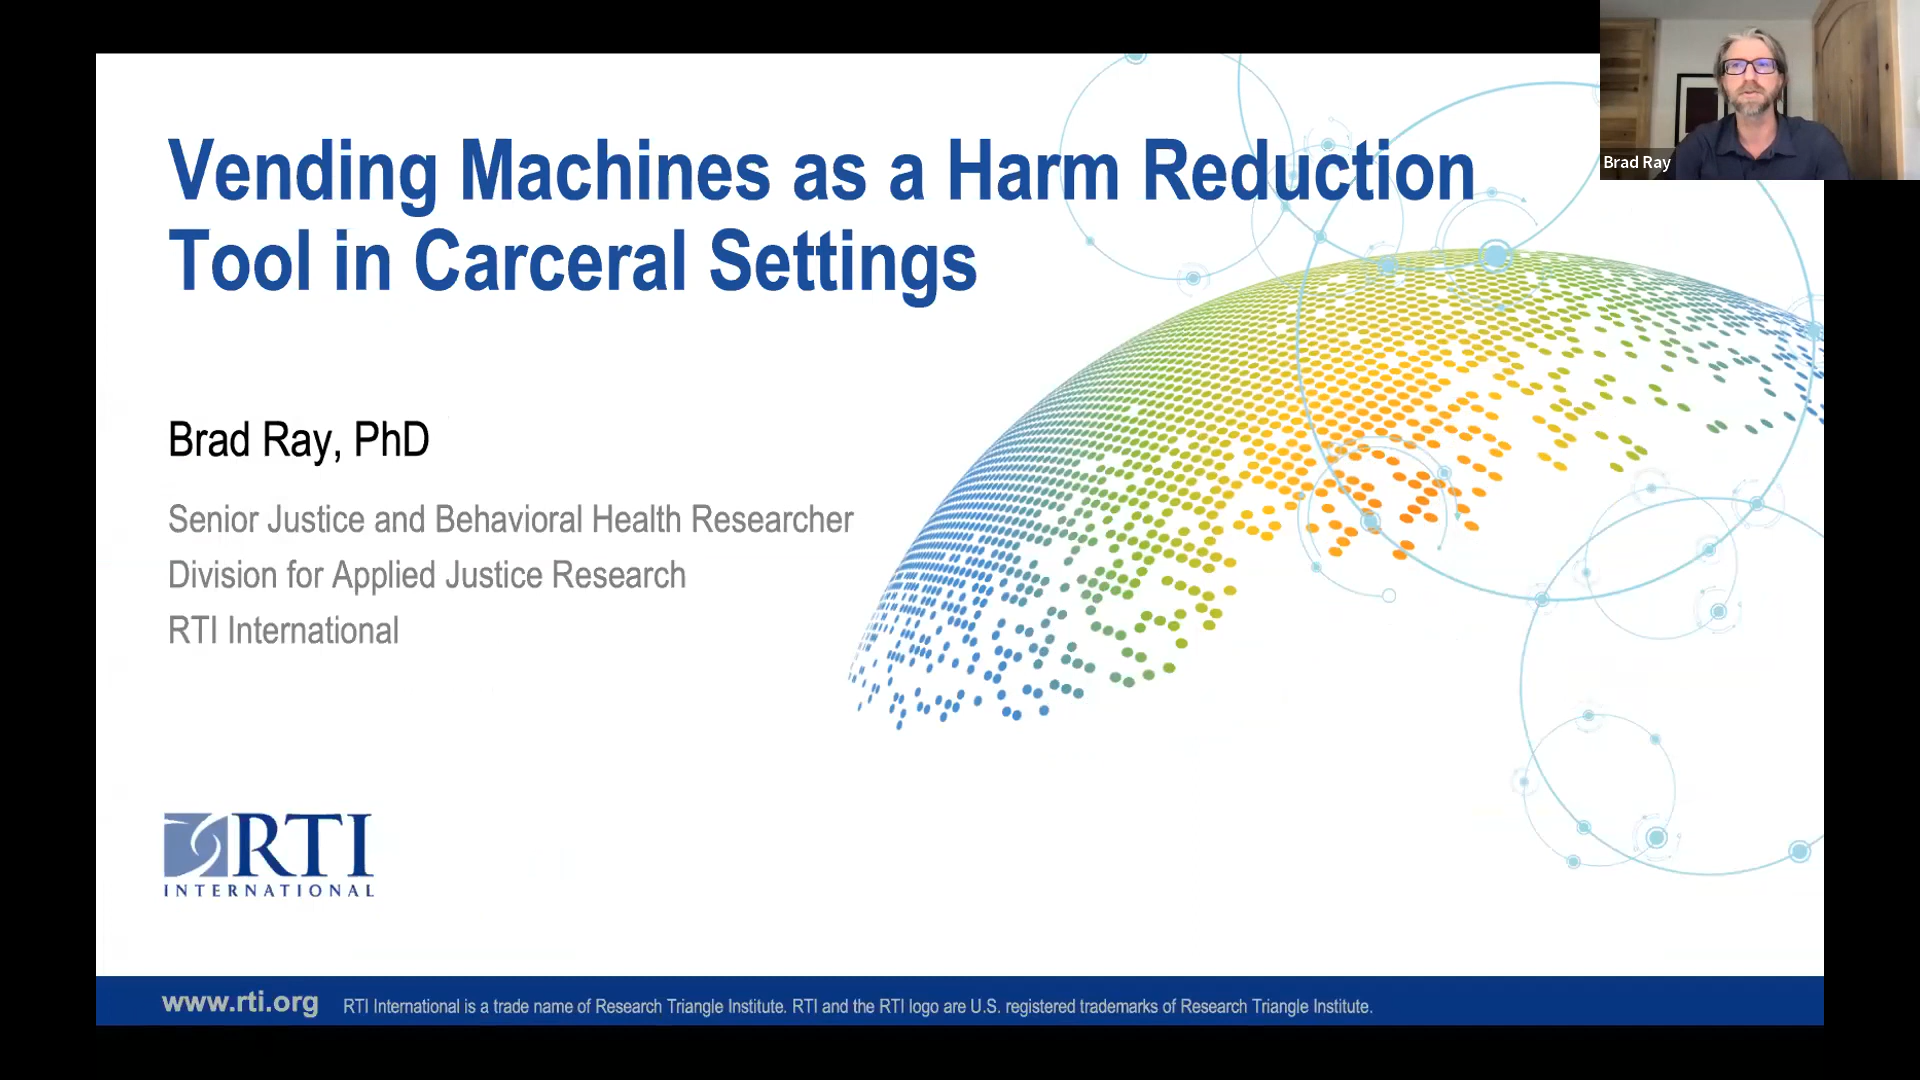 Vending Machines as a Harm Reduction
Tool in Carceral Settings
Brad Ray
Brad Ray, PhD
Senior Justice and Behavioral Health Researcher
Division for Applied Justice Research
RTI International
RTI
INTERNATIONAL
www.rti.org RTI International is a trade name of Research Triangle Institute. RTI and the RTI logo are U.S. registered trademarks of Research Triangle Institute.